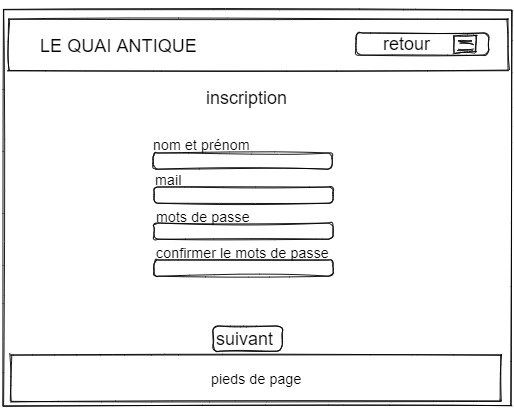 LE QUAI ANTIQUE
retour
inscription
nom et prénom
mail
mots de passe
confirmer le mots de passe
suivant
pieds de page